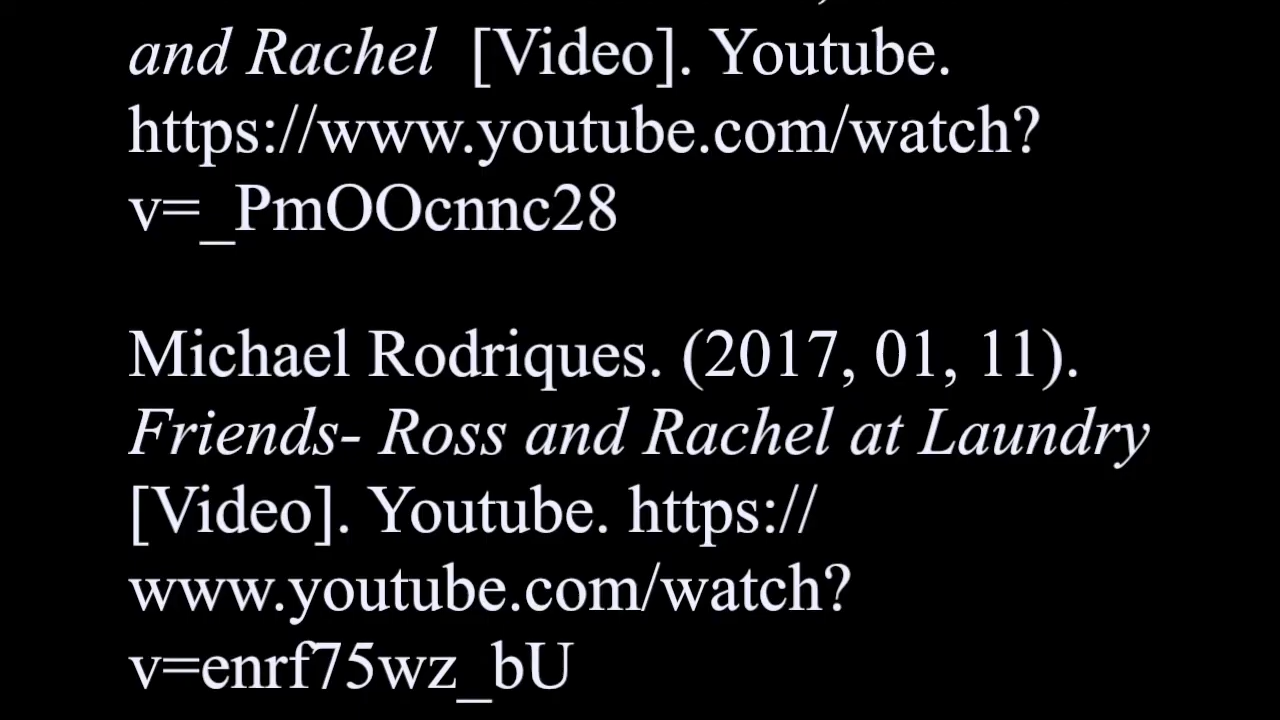 and Rachel [Video]. Youtube.
https://www.youtube.com/watch?
v=_PmOOcnnc28
Michael Rodriques. (2017, 01, 11).
Friends- Ross and Rachel at Laundry
[Video]. Youtube. https://
www.youtube.com/watch?
v=enrf75wz_bU